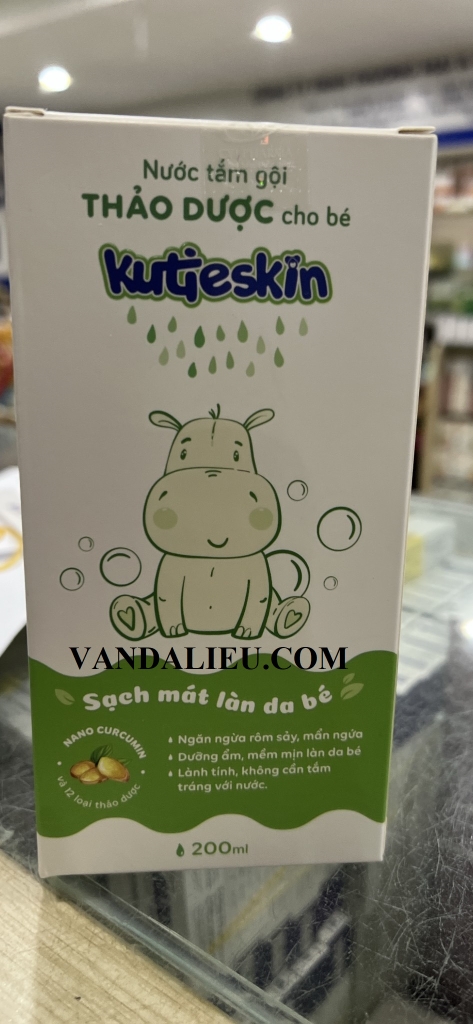 Nước tắm gội
THẢO DƯỢC cho bé
Kutieskin
VANDALIEU.COM
Sạch mát làn da bé
NANO CURCUMIN
và 12 loại thảo dược
Ngăn ngừa rôm sảy, mẩn ngứa
Dưỡng ẩm, mềm mịn làn da bé
Lành tính, không cần tắm
tráng với nước.
200ml